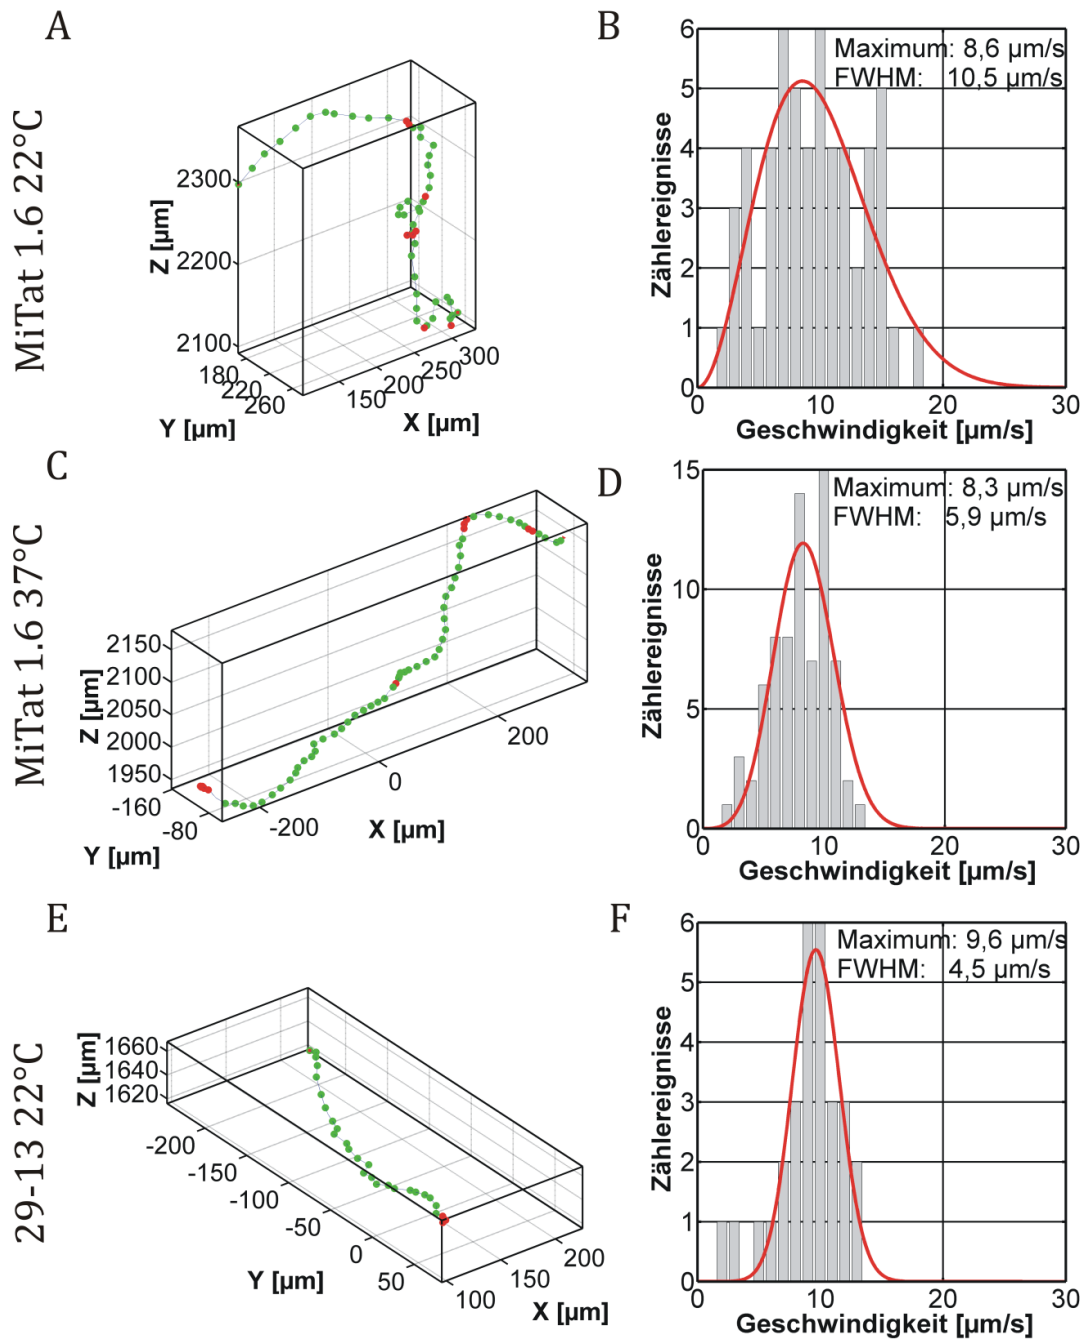 A
MiTat 1.6 22°C
Z [µm]
2300
2200
2100
180
220
260
Y [µm]
150
200
250
300
X [µm]
B
Maximum: 8,6 µm/s
FWHM: 10,5 µm/s
Zählereignisse
6
5
4
3
2
1
0
0
10
20
30
Geschwindigkeit [µm/s]
C
MiTat 1.6 37°C
Z [µm]
2150
2100
2050
2000
1950
-160
-80
Y [µm]
-200
0
200
X [µm]
D
Maximum: 8,3 µm/s
FWHM: 5,9 µm/s
Zählereignisse
15
10
5
0
0
10
20
30
Geschwindigkeit [µm/s]
E
29-13 22°C
Z [µm]
1660
1640
1620
-200
-150
-100
-50
0
50
Y [µm]
100
150
200
X [µm]
F
Maximum: 9,6 µm/s
FWHM: 4,5 µm/s
Zählereignisse
6
5
4
3
2
1
0
0
10
20
30
Geschwindigkeit [µm/s]